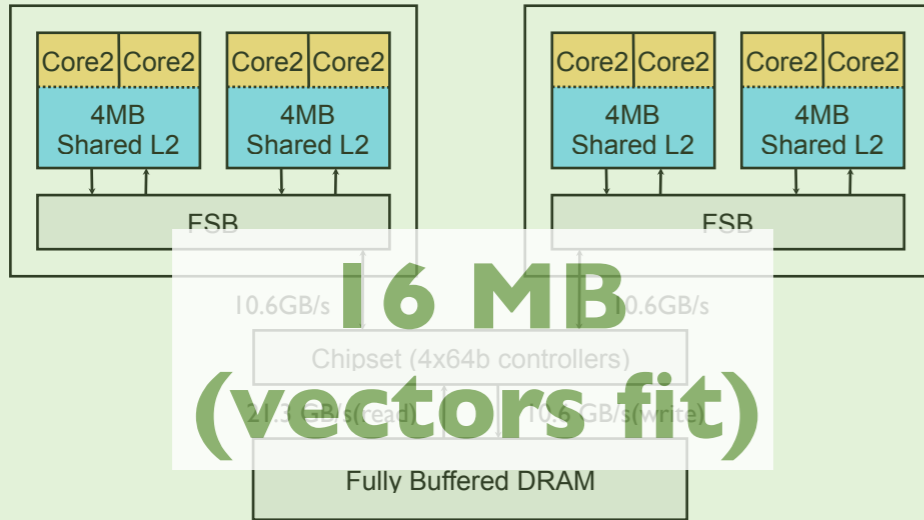 Core2 Core2 Core2 Core2 Core2 Core2 Core2 Core2
4MB 4MB 4MB 4MB
Shared L2 Shared L2 Shared L2 Shared L2
FSB FSB
16 MB
10.6GB/s 10.6GB/s
Chipset (4x64b controllers)
(vectors fit)
21.3 GB/s(read) 10.6 GB/s(write)
Fully Buffered DRAM